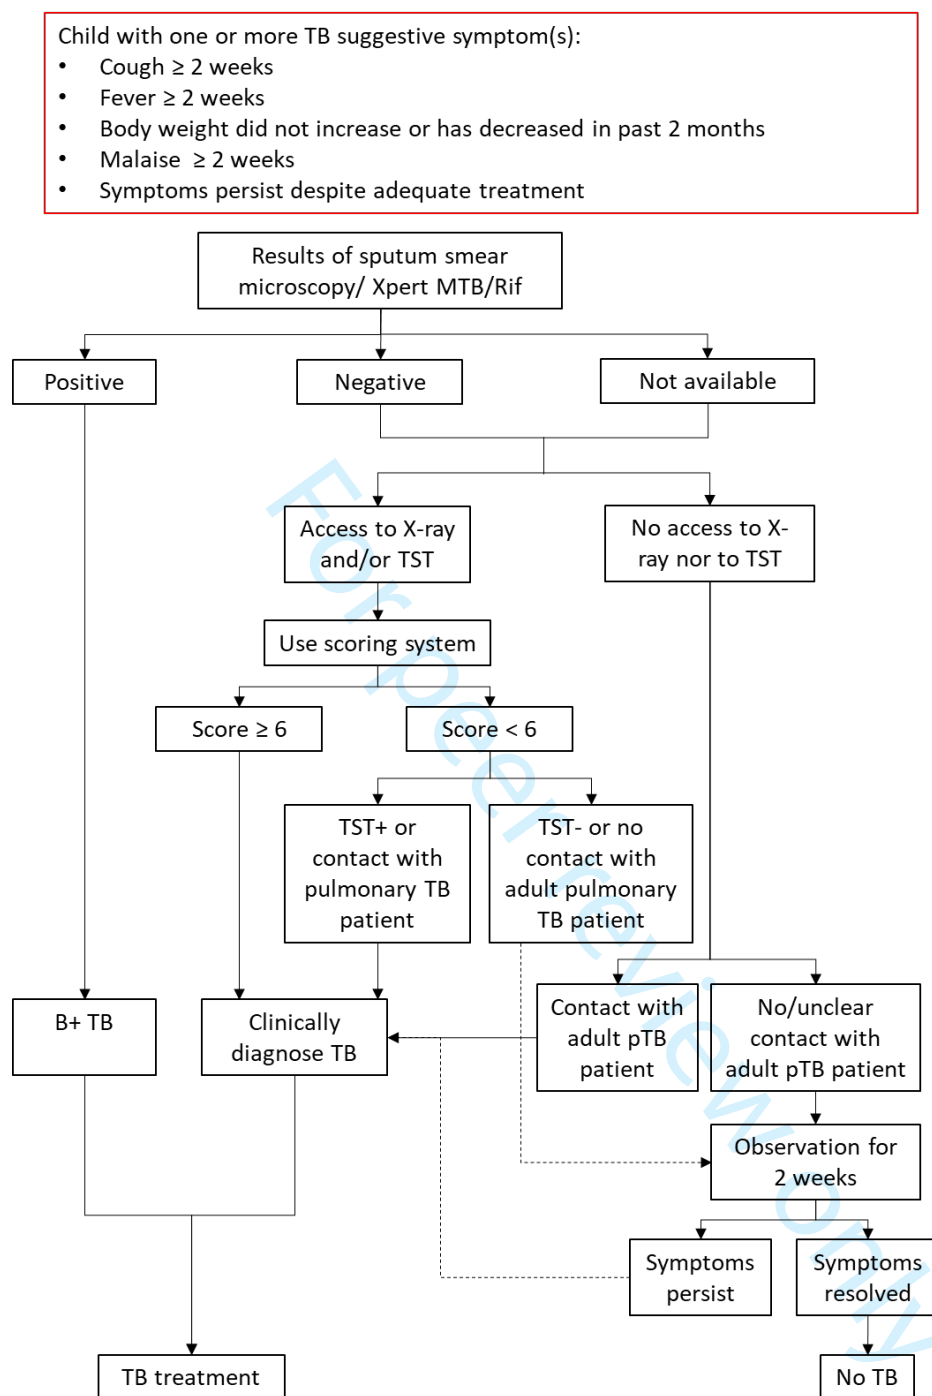 Child with one or more TB suggestive symptom(s):
• Cough ≥ 2 weeks
• Fever ≥ 2 weeks
• Body weight did not increase or has decreased in past 2 months
• Malaise ≥ 2 weeks
• Symptoms persist despite adequate treatment
Results of sputum smear
microscopy/ Xpert MTB/Rif
Positive
Negative
Not available
Access to X-ray
and/or TST
No access to X-
ray nor to TST
Use scoring system
Score ≥ 6
Score < 6
TST+ or
contact with
pulmonary TB
patient
TST- or no
contact with
adult pulmonary
TB patient
B+ TB
Clinically
diagnose TB
Contact with
adult pTB
patient
No/unclear
contact with
adult pTB patient
Observation for
2 weeks
Symptoms
persist
Symptoms
resolved
TB treatment
No TB
For peer review only